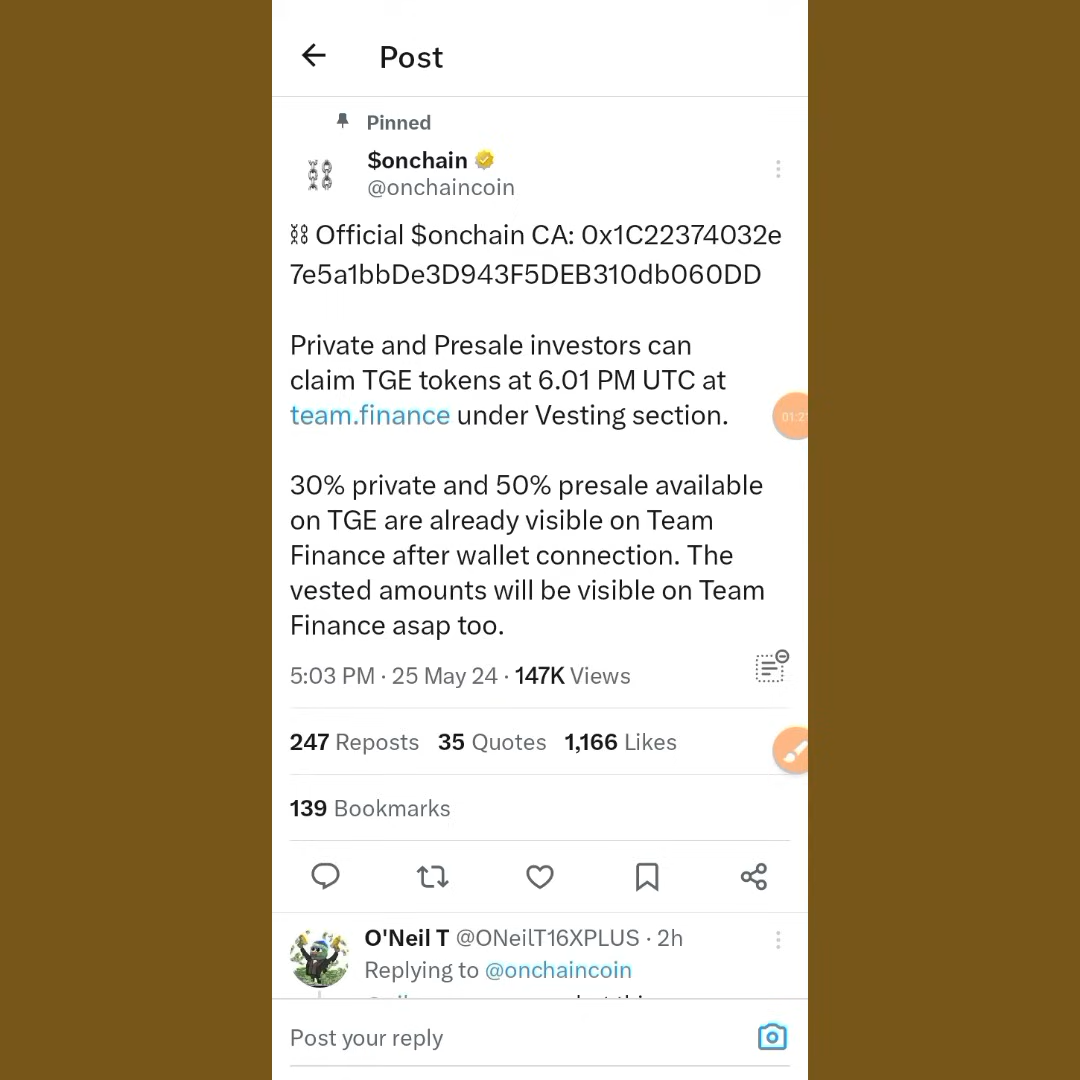 Post
Pinned
$onchain
@onchaincoin
Official $onchain CA: 0x1C22374032e
7e5a1bbDe3D943F5DEB310db060DD
Private and Presale investors can
claim TGE tokens at 6.01 PM UTC at
team.finance under Vesting section.
01:2
30% private and 50% presale available
on TGE are already visible on Team
Finance after wallet connection. The
vested amounts will be visible on Team
Finance asap too.
5:03 PM · 25 May 24 · 147K Views
247 Reposts 35 Quotes 1,166 Likes
139 Bookmarks
O'Neil T @ONeilT16XPLUS · 2h
Replying to @onchaincoin
Post your reply